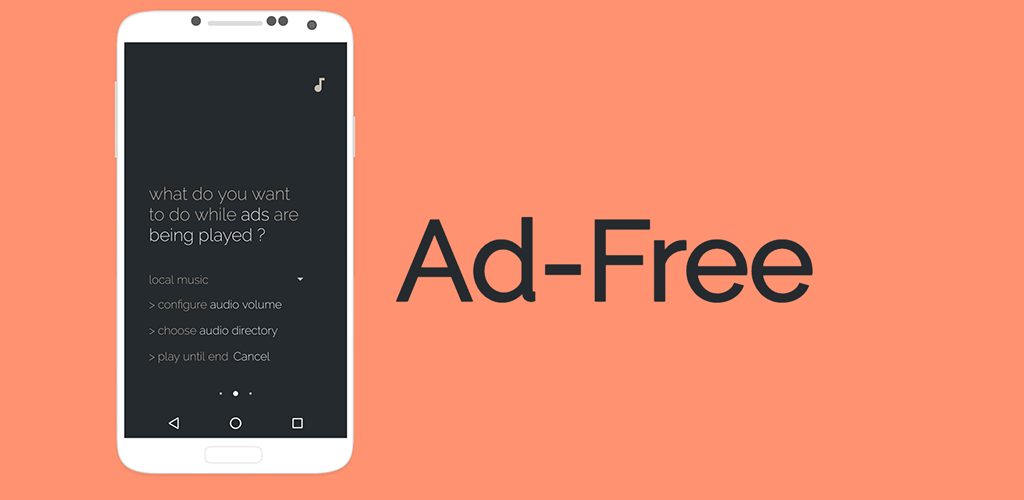 what do you want
to do while ads are
being played ?
local music
> configure audio volume
> choose audio directory
> play until end Cancel
Ad-Free